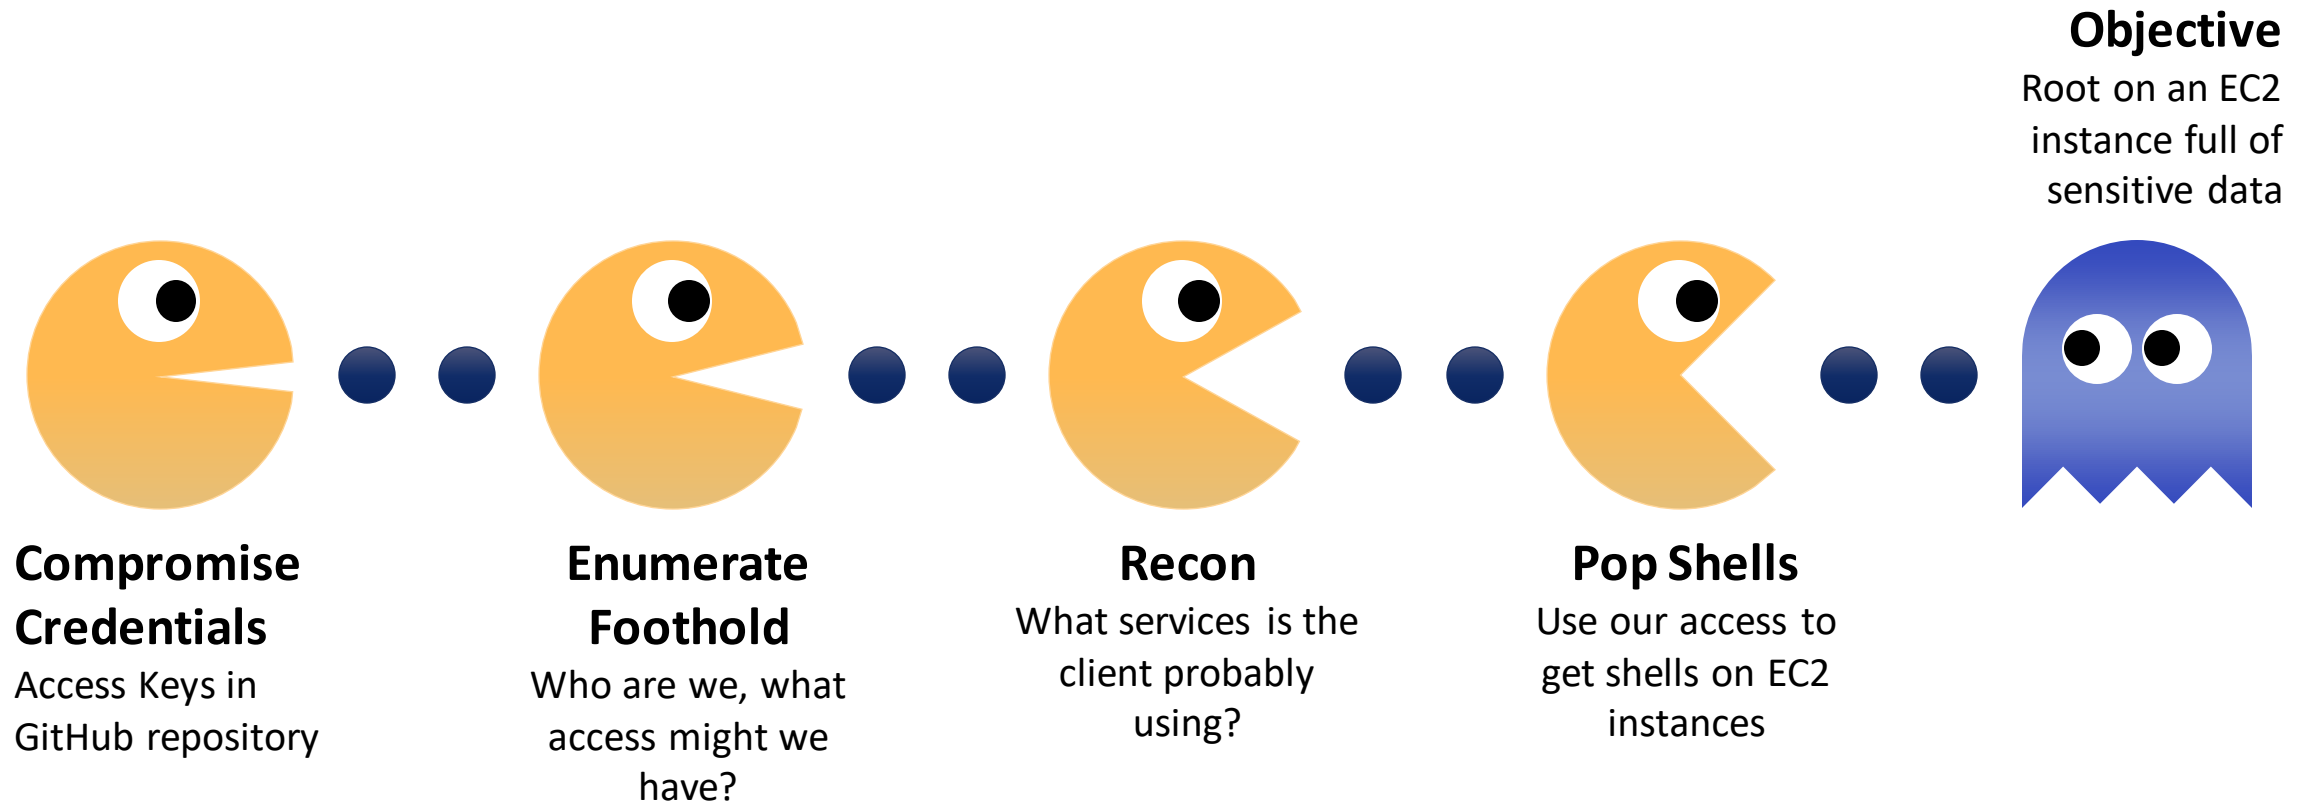 Objective
Root on an EC2
instance full of
sensitive data
Compromise
Credentials
Access Keys in
GitHub repository
Enumerate
Foothold
Who are we, what
access might we
have?
Recon
What services is the
client probably
using?
Pop Shells
Use our access to
get shells on EC2
instances